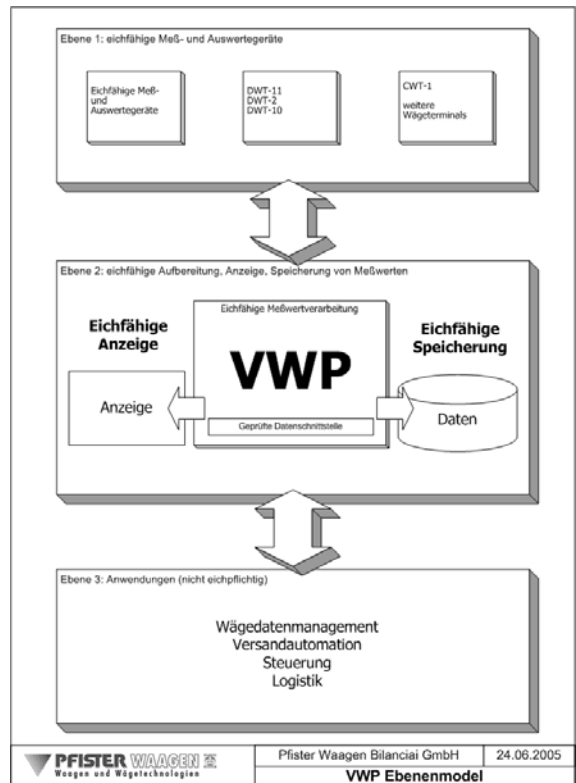 Ebene 1: eichfähige Meß- und Auswertegeräte
Eichfähige Meß-
und
Auswertegeräte
DWT-11
DWT-2
DWT-10
CWT-1
weitere
Wägeterminals
Ebene 2: eichfähige Aufbereitung, Anzeige, Speicherung von Meßwerten
Eichfähige
Anzeige
Anzeige
Eichfähige Meßwertverarbeitung
VWP
Geprüfte Datenschnittstelle
Eichfähige
Speicherung
Daten
Ebene 3: Anwendungen (nicht eichpflichtig)
Wägedatenmanagement
Versandautomation
Steuerung
Logistik
PFISTER WAAGEN
Waagen und Wägetechnologien
Pfister Waagen Bilanciai GmbH
24.06.2005
VWP Ebenenmodel